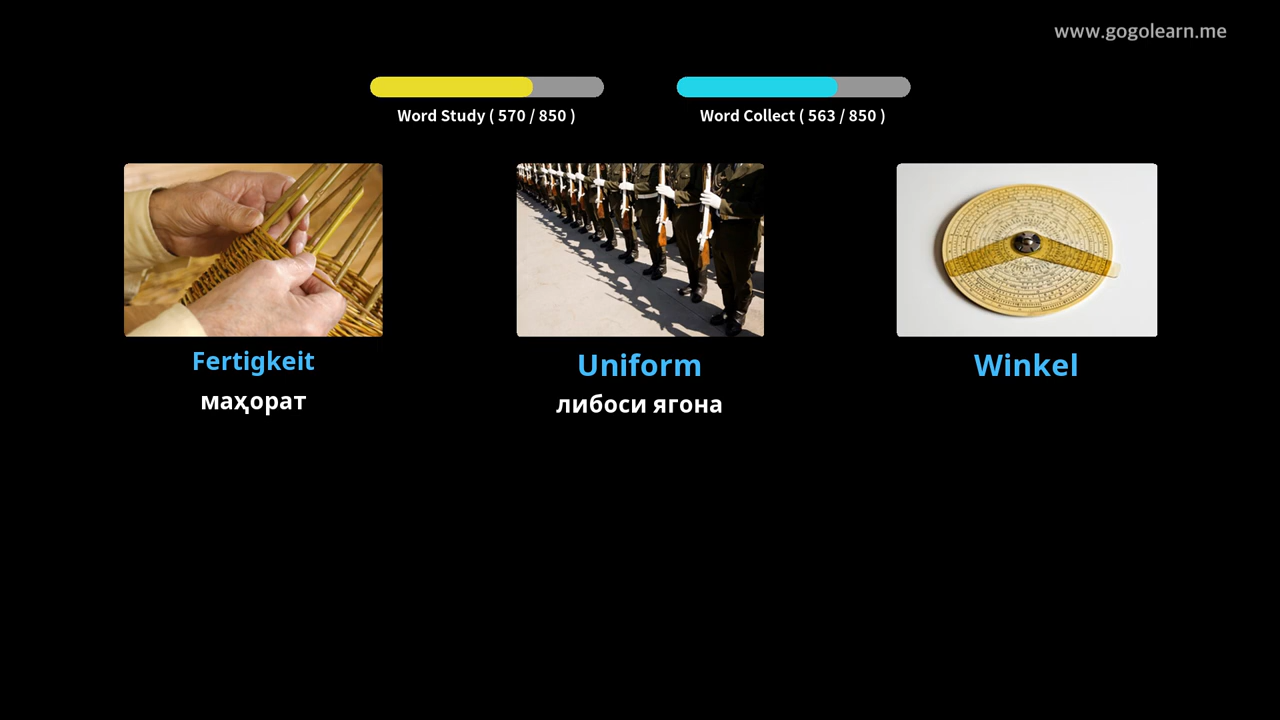 www.gogolearn.me
Word Study ( 570 / 850 )
Word Collect ( 563 / 850 )
Fertigkeit
маҳорат
Uniform
либоси ягона
Winkel